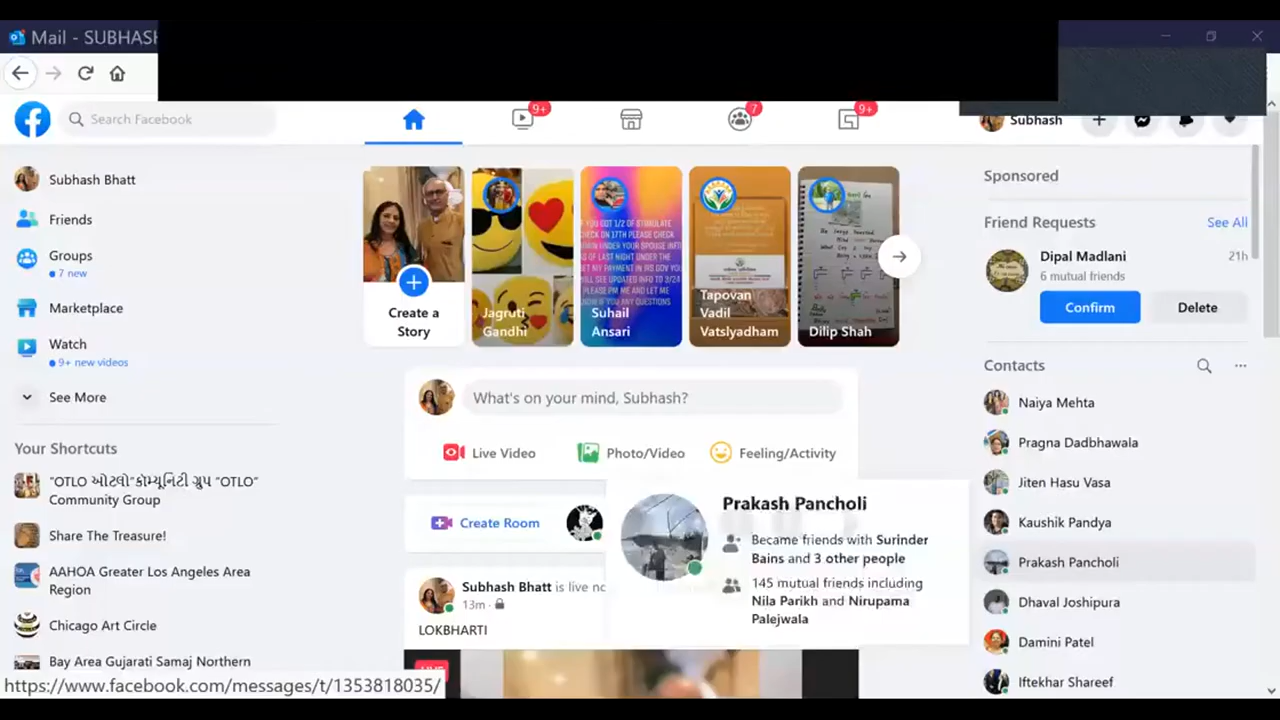 Mail - SUBHASH
Search Facebook
9+
7
9+
Subhash
Subhash Bhatt
Friends
Groups
7 new
Marketplace
Watch
9+ new videos
See More
Your Shortcuts
"OTLO ઓટલો"કોમ્યૂનિટી ગ્રુપ "OTLO"
Community Group
Share The Treasure!
AAHOA Greater Los Angeles Area
Region
Chicago Art Circle
Bay Area Gujarati Samaj Northern
https://www.facebook.com/messages/t/1353818035/
Create a
Story
Jagruti
Gandhi
Suhail
Ansari
Tapovan
Vadil
Vatslyadham
Dilip Shah
What's on your mind, Subhash?
Live Video
Photo/Video
Feeling/Activity
Create Room
Subhash Bhatt is live no
13m
LOKBHARTI
Prakash Pancholi
Became friends with Surinder
Bains and 3 other people
145 mutual friends including
Nila Parikh and Nirupama
Palejwala
Sponsored
Friend Requests
See All
Dipal Madlani
21h
6 mutual friends
Confirm
Delete
Contacts
Naiya Mehta
Pragna Dadbhawala
Jiten Hasu Vasa
Kaushik Pandya
Prakash Pancholi
Dhaval Joshipura
Damini Patel
Iftekhar Shareef